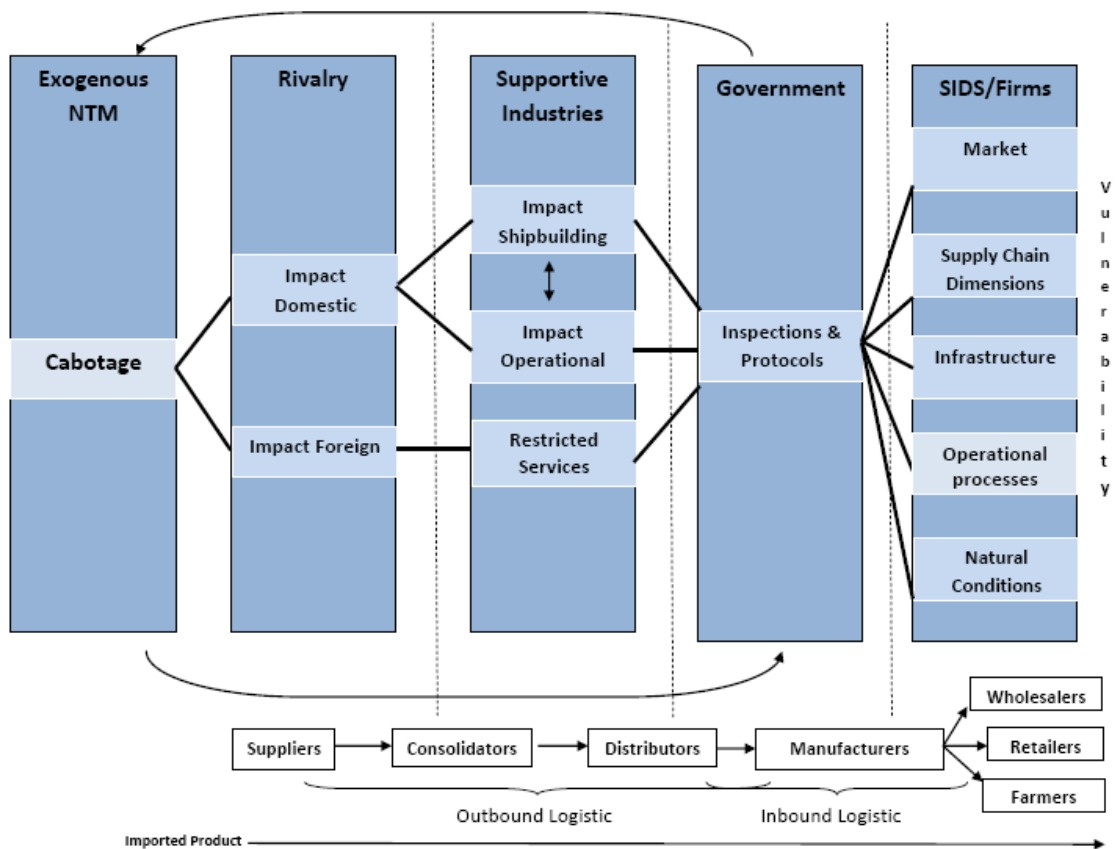 Exogenous
NTM
Cabotage
Rivalry
Impact
Domestic
Impact Foreign
Supportive
Industries
Impact
Shipbuilding
Impact
Operational
Restricted
Services
Government
Inspections &
Protocols
SIDS/Firms
Market
Supply Chain
Dimensions
Infrastructure
Operational
processes
Natural
Conditions
Vulnerability
Suppliers
Consolidators
Distributors
Manufacturers
Wholesalers
Retailers
Farmers
Outbound Logistic
Inbound Logistic
Imported Product